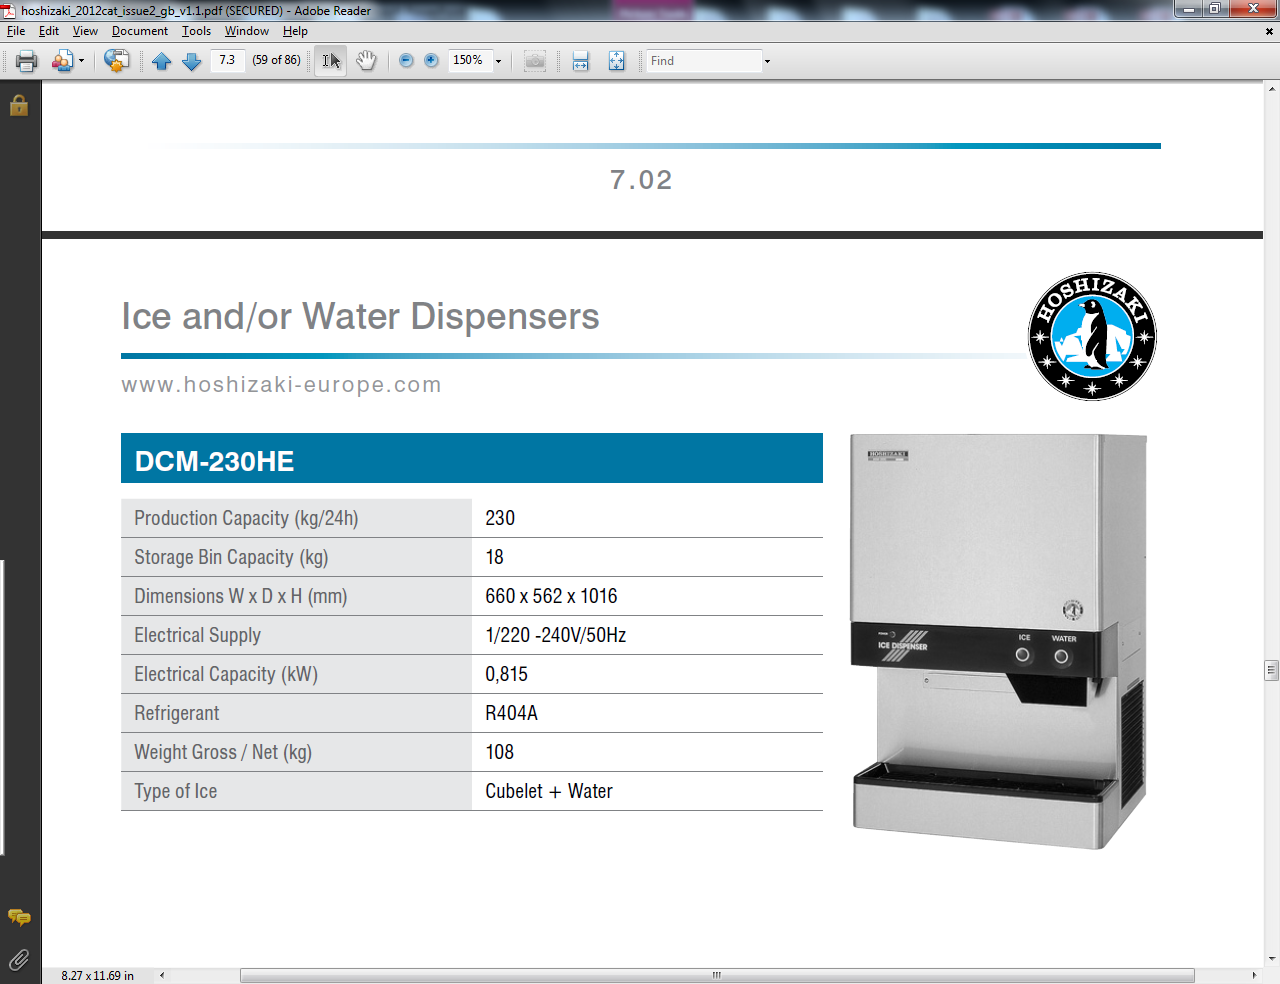 hoshizaki_2012cat_issue2_gb_v1.1.pdf (SECURED) - Adobe Reader
File Edit View Document Tools Window Help
7.3 (59 of 86) 150% Find
7.02
Ice and/or Water Dispensers
HOSHIZAKI
www.hoshizaki-europe.com
DCM-230HE
HOSHIZAKI
Production Capacity (kg/24h) 230
Storage Bin Capacity (kg) 18
Dimensions W x D x H (mm) 660 x 562 x 1016
Electrical Supply 1/220 -240V/50Hz
ICE WATER
ICE DISPENSER
Electrical Capacity (kW) 0,815
Refrigerant R404A
Weight Gross / Net (kg) 108
Type of Ice Cubelet + Water
8.27 x 11.69 in